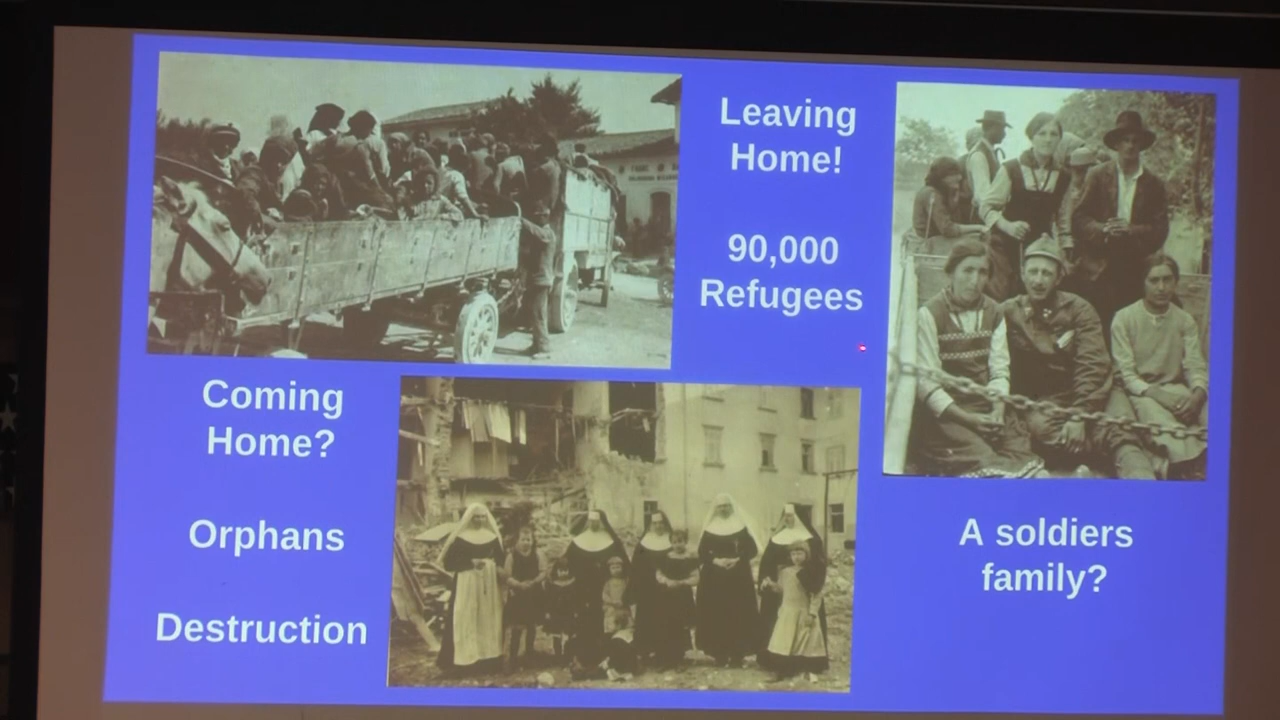 Leaving
Home!
90,000
Refugees
Coming
Home?
Orphans
Destruction
A soldiers
family?